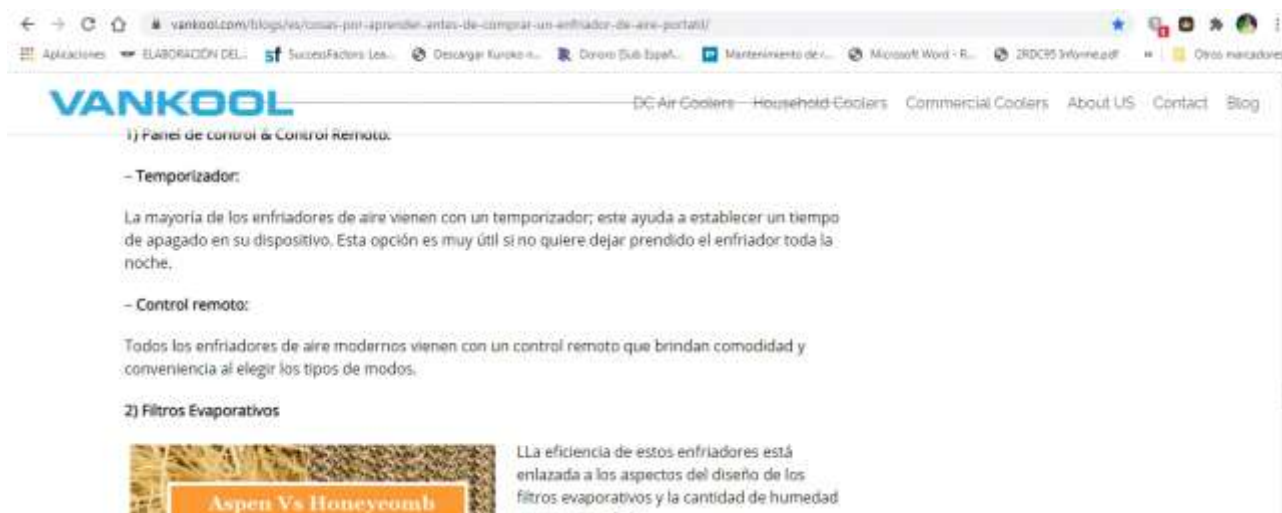 vankool.com/blogs/es/cosas-por-aprender-antes-de-comprar-un-enfriador-de-aire-portatil/
Aplicaciones ELABORACIÓN DEL... SuccessFactors Lea... Descargar Kuroko n... Dororo (Sub Españ... Mantenimiento de r... Microsoft Word - R... 2RDC95 Informe.pdf » Otros marcadores
VANKOOL DC Air Coolers Household Coolers Commercial Coolers About US Contact Blog
1) Panel de control & Control Remoto:
– Temporizador:
La mayoría de los enfriadores de aire vienen con un temporizador; este ayuda a establecer un tiempo
de apagado en su dispositivo. Esta opción es muy útil si no quiere dejar prendido el enfriador toda la
noche.
– Control remoto:
Todos los enfriadores de aire modernos vienen con un control remoto que brindan comodidad y
conveniencia al elegir los tipos de modos.
2) Filtros Evaporativos
LLa eficiencia de estos enfriadores está
enlazada a los aspectos del diseño de los
filtros evaporativos y la cantidad de humedad
Aspen Vs Honeycomb